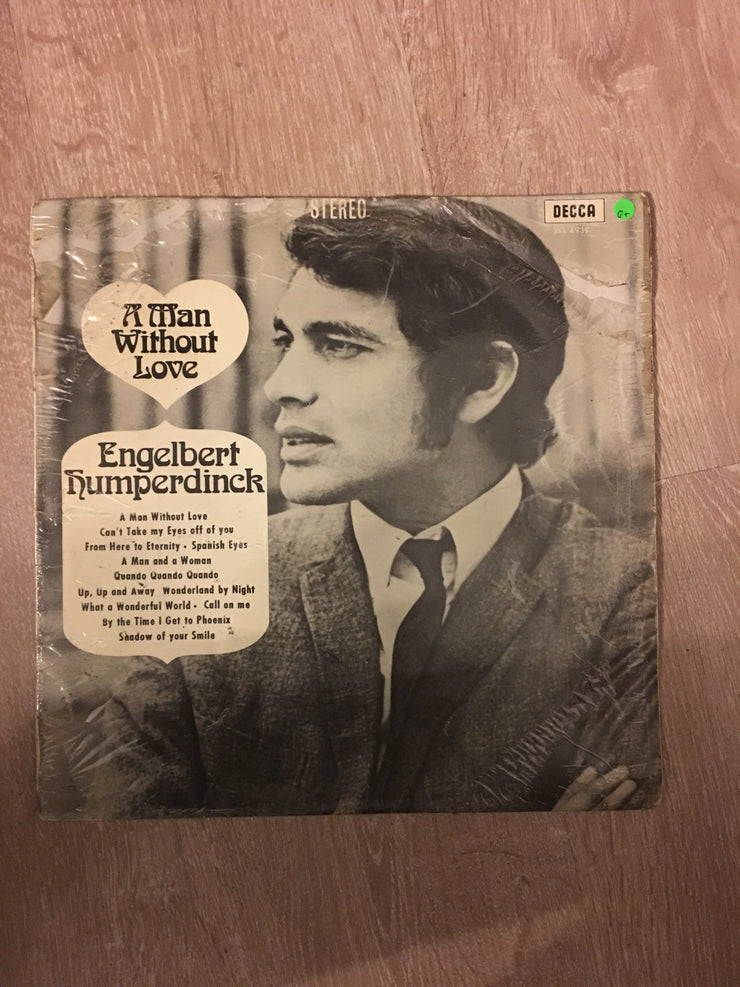 STEREO
DECCA
G+
SKL 4939
A Man
Without
Love
Engelbert
Humperdinck
A Man Without Love
Can't Take my Eyes off of you
From Here to Eternity • Spanish Eyes
A Man and a Woman
Quando Quando Quando
Up, Up and Away Wonderland by Night
What a Wonderful World • Call on me
By the Time I Get to Phoenix
Shadow of your Smile